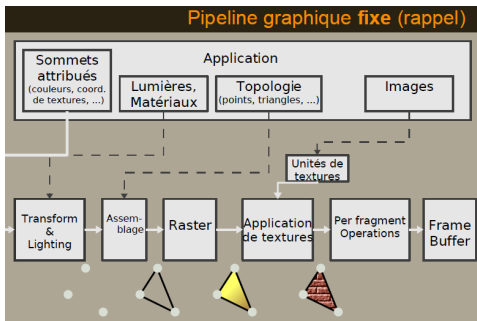 Pipeline graphique fixe (rappel)
Application
Sommets
attribués
(couleurs, coord.
de textures, ...)
Lumières,
Matériaux
Topologie
(points, triangles, ...)
Images
Unités de
textures
Transform
&
Lighting
Assem-
blage
Raster
Application
de textures
Per fragment
Operations
Frame
Buffer